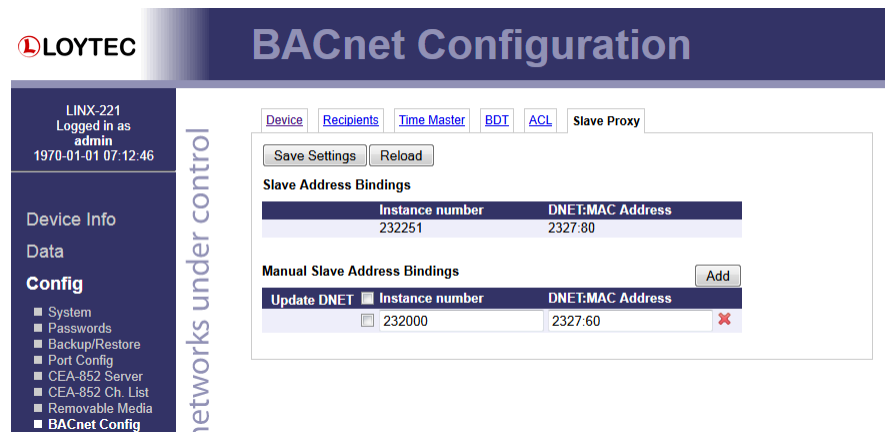 LOYTEC
BACnet Configuration
LINX-221
Logged in as
admin
1970-01-01 07:12:46
Device Info
Data
Config
System
Passwords
Backup/Restore
Port Config
CEA-852 Server
CEA-852 Ch. List
Removable Media
BACnet Config
networks under control
Device Recipients Time Master BDT ACL Slave Proxy
Save Settings Reload
Slave Address Bindings
Instance number DNET:MAC Address
232251 2327:80
Manual Slave Address Bindings Add
Update DNET Instance number DNET:MAC Address
232000 2327:60